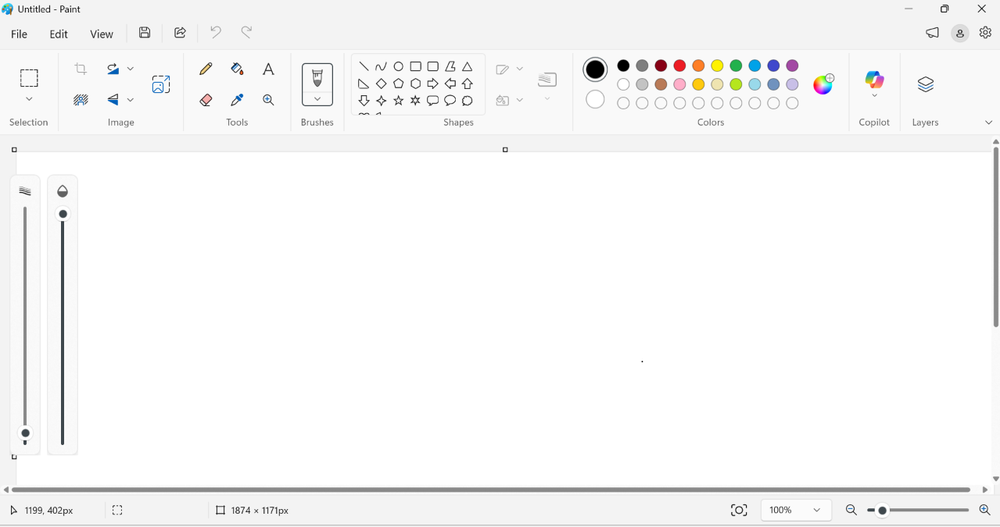 Untitled - Paint
File Edit View
Selection Image Tools Brushes Shapes Colors Copilot Layers
1199, 402px 1874 × 1171px 100%